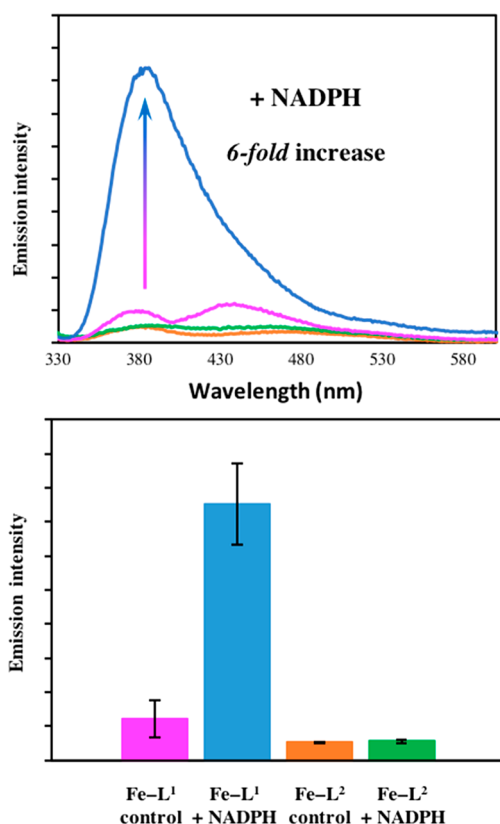 Emission intensity
+ NADPH
6-fold increase
330 380 430 480 530 580
Wavelength (nm)
Emission intensity
Fe–L¹ Fe–L¹ Fe–L² Fe–L²
control + NADPH control + NADPH